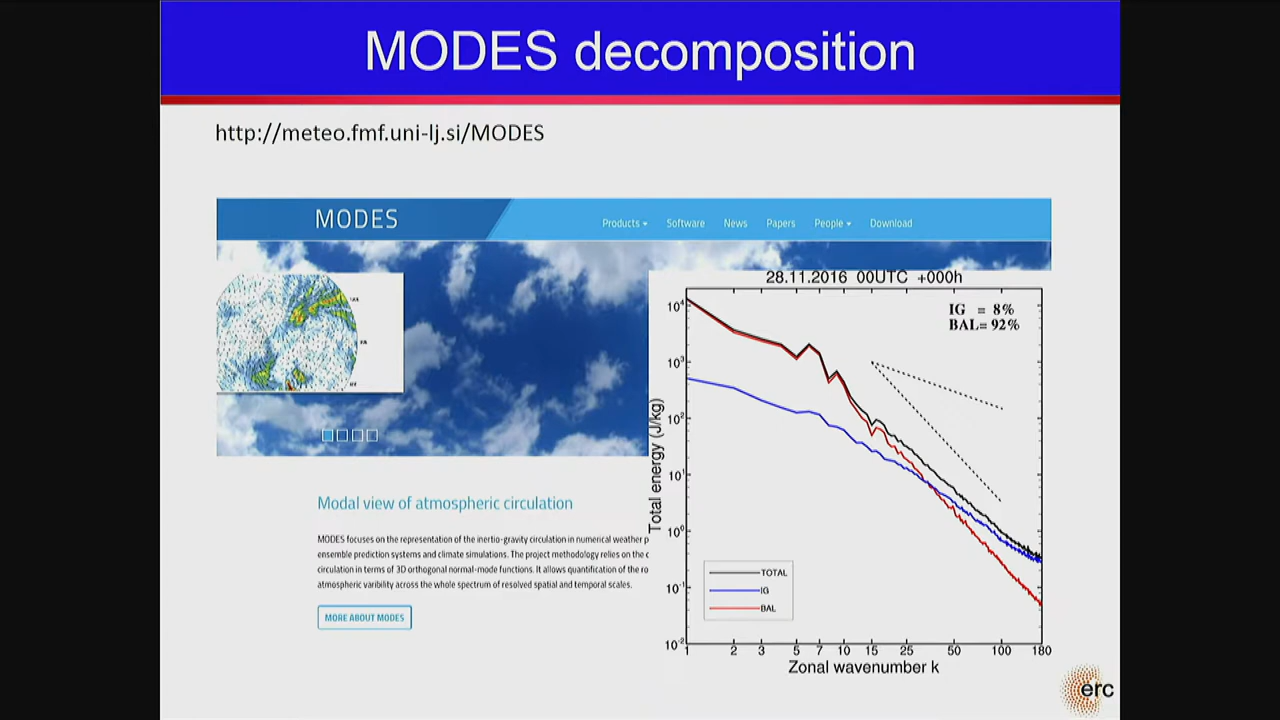 MODES decomposition
http://meteo.fmf.uni-lj.si/MODES
MODES
Products
Software
News
Papers
People
Download
28.11.2016 00UTC +000h
IG = 8%
BAL= 92%
Total energy (J/kg)
10⁴
10³
10²
10¹
10⁰
10⁻¹
10⁻²
TOTAL
IG
BAL
1 2 3 5 7 10 15 25 50 100 180
Zonal wavenumber k
Modal view of atmospheric circulation
MODES focuses on the representation of the inertio-gravity circulation in numerical weather p
ensemble prediction systems and climate simulations. The project methodology relies on the c
circulation in terms of 3D orthogonal normal-mode functions. It allows quantification of the ro
atmospheric varibility across the whole spectrum of resolved spatial and temporal scales.
MORE ABOUT MODES
erc